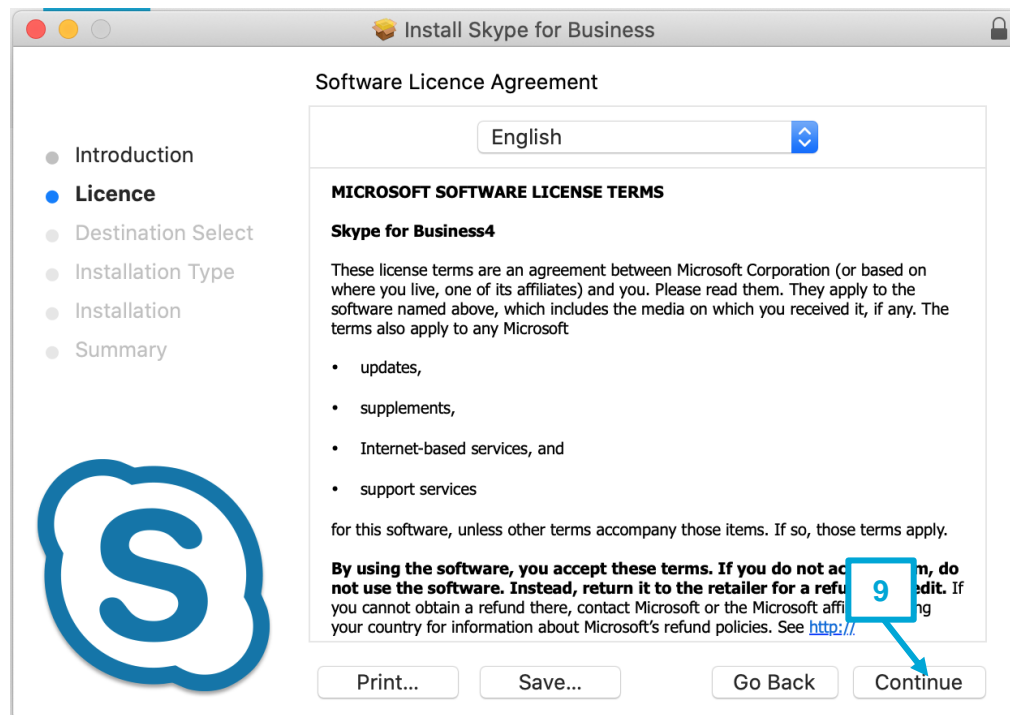 Install Skype for Business
Software Licence Agreement
English
Introduction
Licence
Destination Select
Installation Type
Installation
Summary
MICROSOFT SOFTWARE LICENSE TERMS
Skype for Business4
These license terms are an agreement between Microsoft Corporation (or based on
where you live, one of its affiliates) and you. Please read them. They apply to the
software named above, which includes the media on which you received it, if any. The
terms also apply to any Microsoft
• updates,
• supplements,
• Internet-based services, and
• support services
for this software, unless other terms accompany those items. If so, those terms apply.
By using the software, you accept these terms. If you do not do
not use the software. Instead, return it to the retailer for a If
you cannot obtain a refund there, contact Microsoft or the Microsoft
your country for information about Microsoft's refund policies. See http://
9
S
Print...
Save...
Go Back
Continue